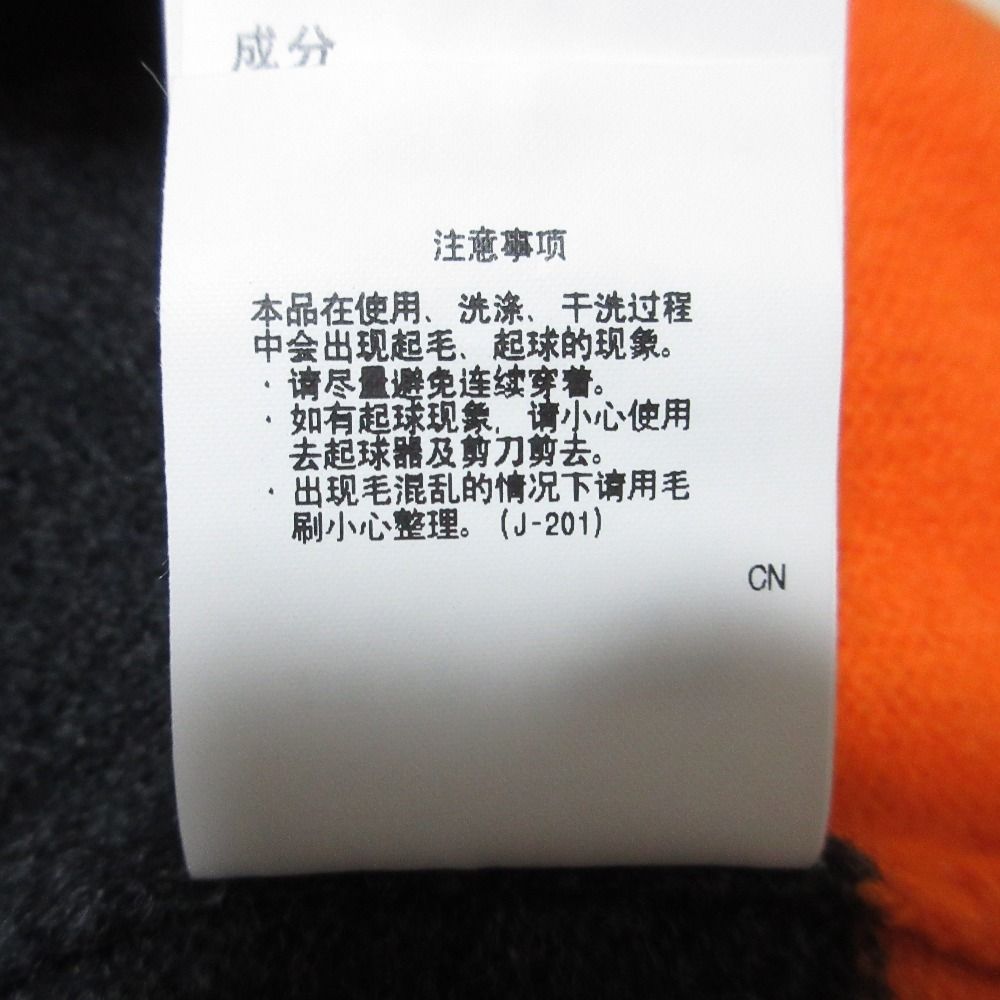 成分
注意事项
本品在使用、洗涤、干洗过程
中会出现起毛、起球的现象。
· 请尽量避免连续穿着。
· 如有起球现象，请小心使用
去起球器及剪刀剪去。
· 出现毛混乱的情况下请用毛
刷小心整理。(J-201)
CN